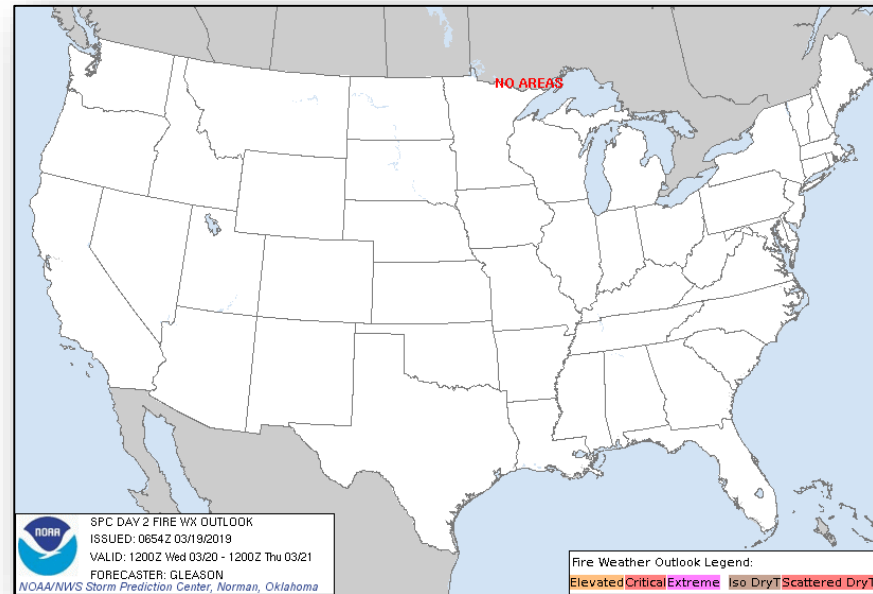 NO AREAS
NOAA
SPC DAY 2 FIRE WX OUTLOOK
ISSUED: 0654Z 03/19/2019
VALID: 1200Z Wed 03/20 - 1200Z Thu 03/21
FORECASTER: GLEASON
NOAA/NWS Storm Prediction Center, Norman, Oklahoma
Fire Weather Outlook Legend:
Elevated Critical Extreme Iso DryT Scattered DryT